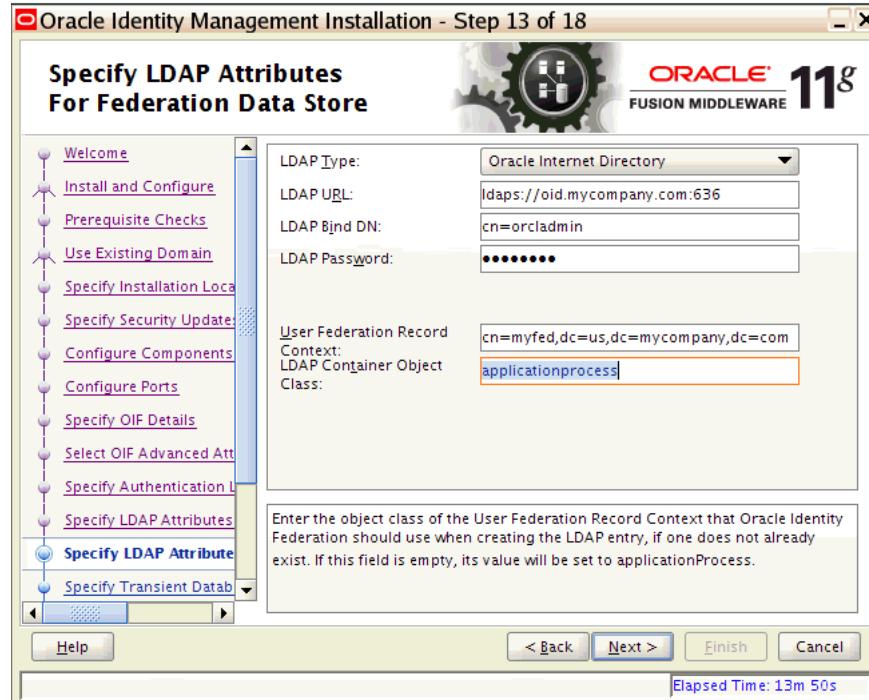 Oracle Identity Management Installation - Step 13 of 18
Specify LDAP Attributes
For Federation Data Store
ORACLE
FUSION MIDDLEWARE
11g
Welcome
Install and Configure
Prerequisite Checks
Use Existing Domain
Specify Installation Loca
Specify Security Updates
Configure Components
Configure Ports
Specify OIF Details
Select OIF Advanced Att
Specify Authentication L
Specify LDAP Attributes
Specify LDAP Attribute
Specify Transient Datab
LDAP Type:
Oracle Internet Directory
LDAP URL:
ldaps://oid.mycompany.com:636
LDAP Bind DN:
cn=orcladmin
LDAP Password:
••••••••
User Federation Record
Context:
cn=myfed,dc=us,dc=mycompany,dc=com
LDAP Container Object
Class:
applicationprocess
Enter the object class of the User Federation Record Context that Oracle Identity
Federation should use when creating the LDAP entry, if one does not already
exist. If this field is empty, its value will be set to applicationProcess.
Help
< Back
Next >
Finish
Cancel
Elapsed Time: 13m 50s